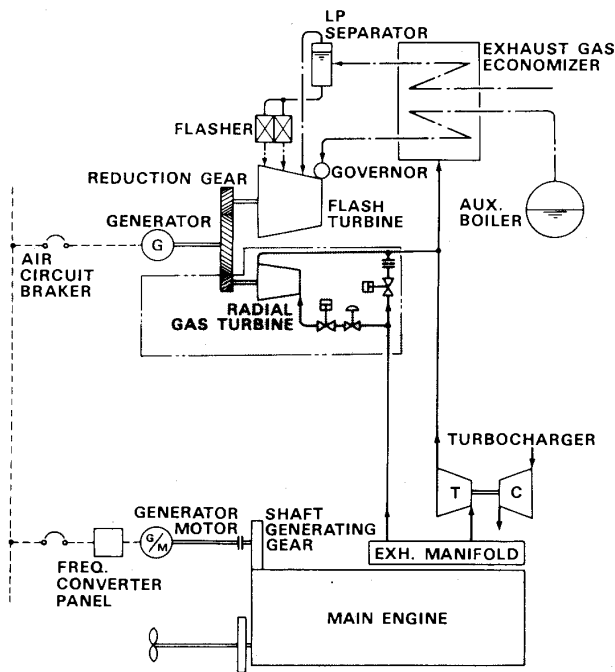 LP
SEPARATOR
EXHAUST GAS
ECONOMIZER
FLASHER
REDUCTION GEAR
GOVERNOR
GENERATOR
FLASH
TURBINE
AUX.
BOILER
G
AIR
CIRCUIT
BRAKER
RADIAL
GAS TURBINE
TURBOCHARGER
T
C
GENERATOR
MOTOR
SHAFT
GENERATING
GEAR
G/M
EXH. MANIFOLD
FREQ.
CONVERTER
PANEL
MAIN ENGINE